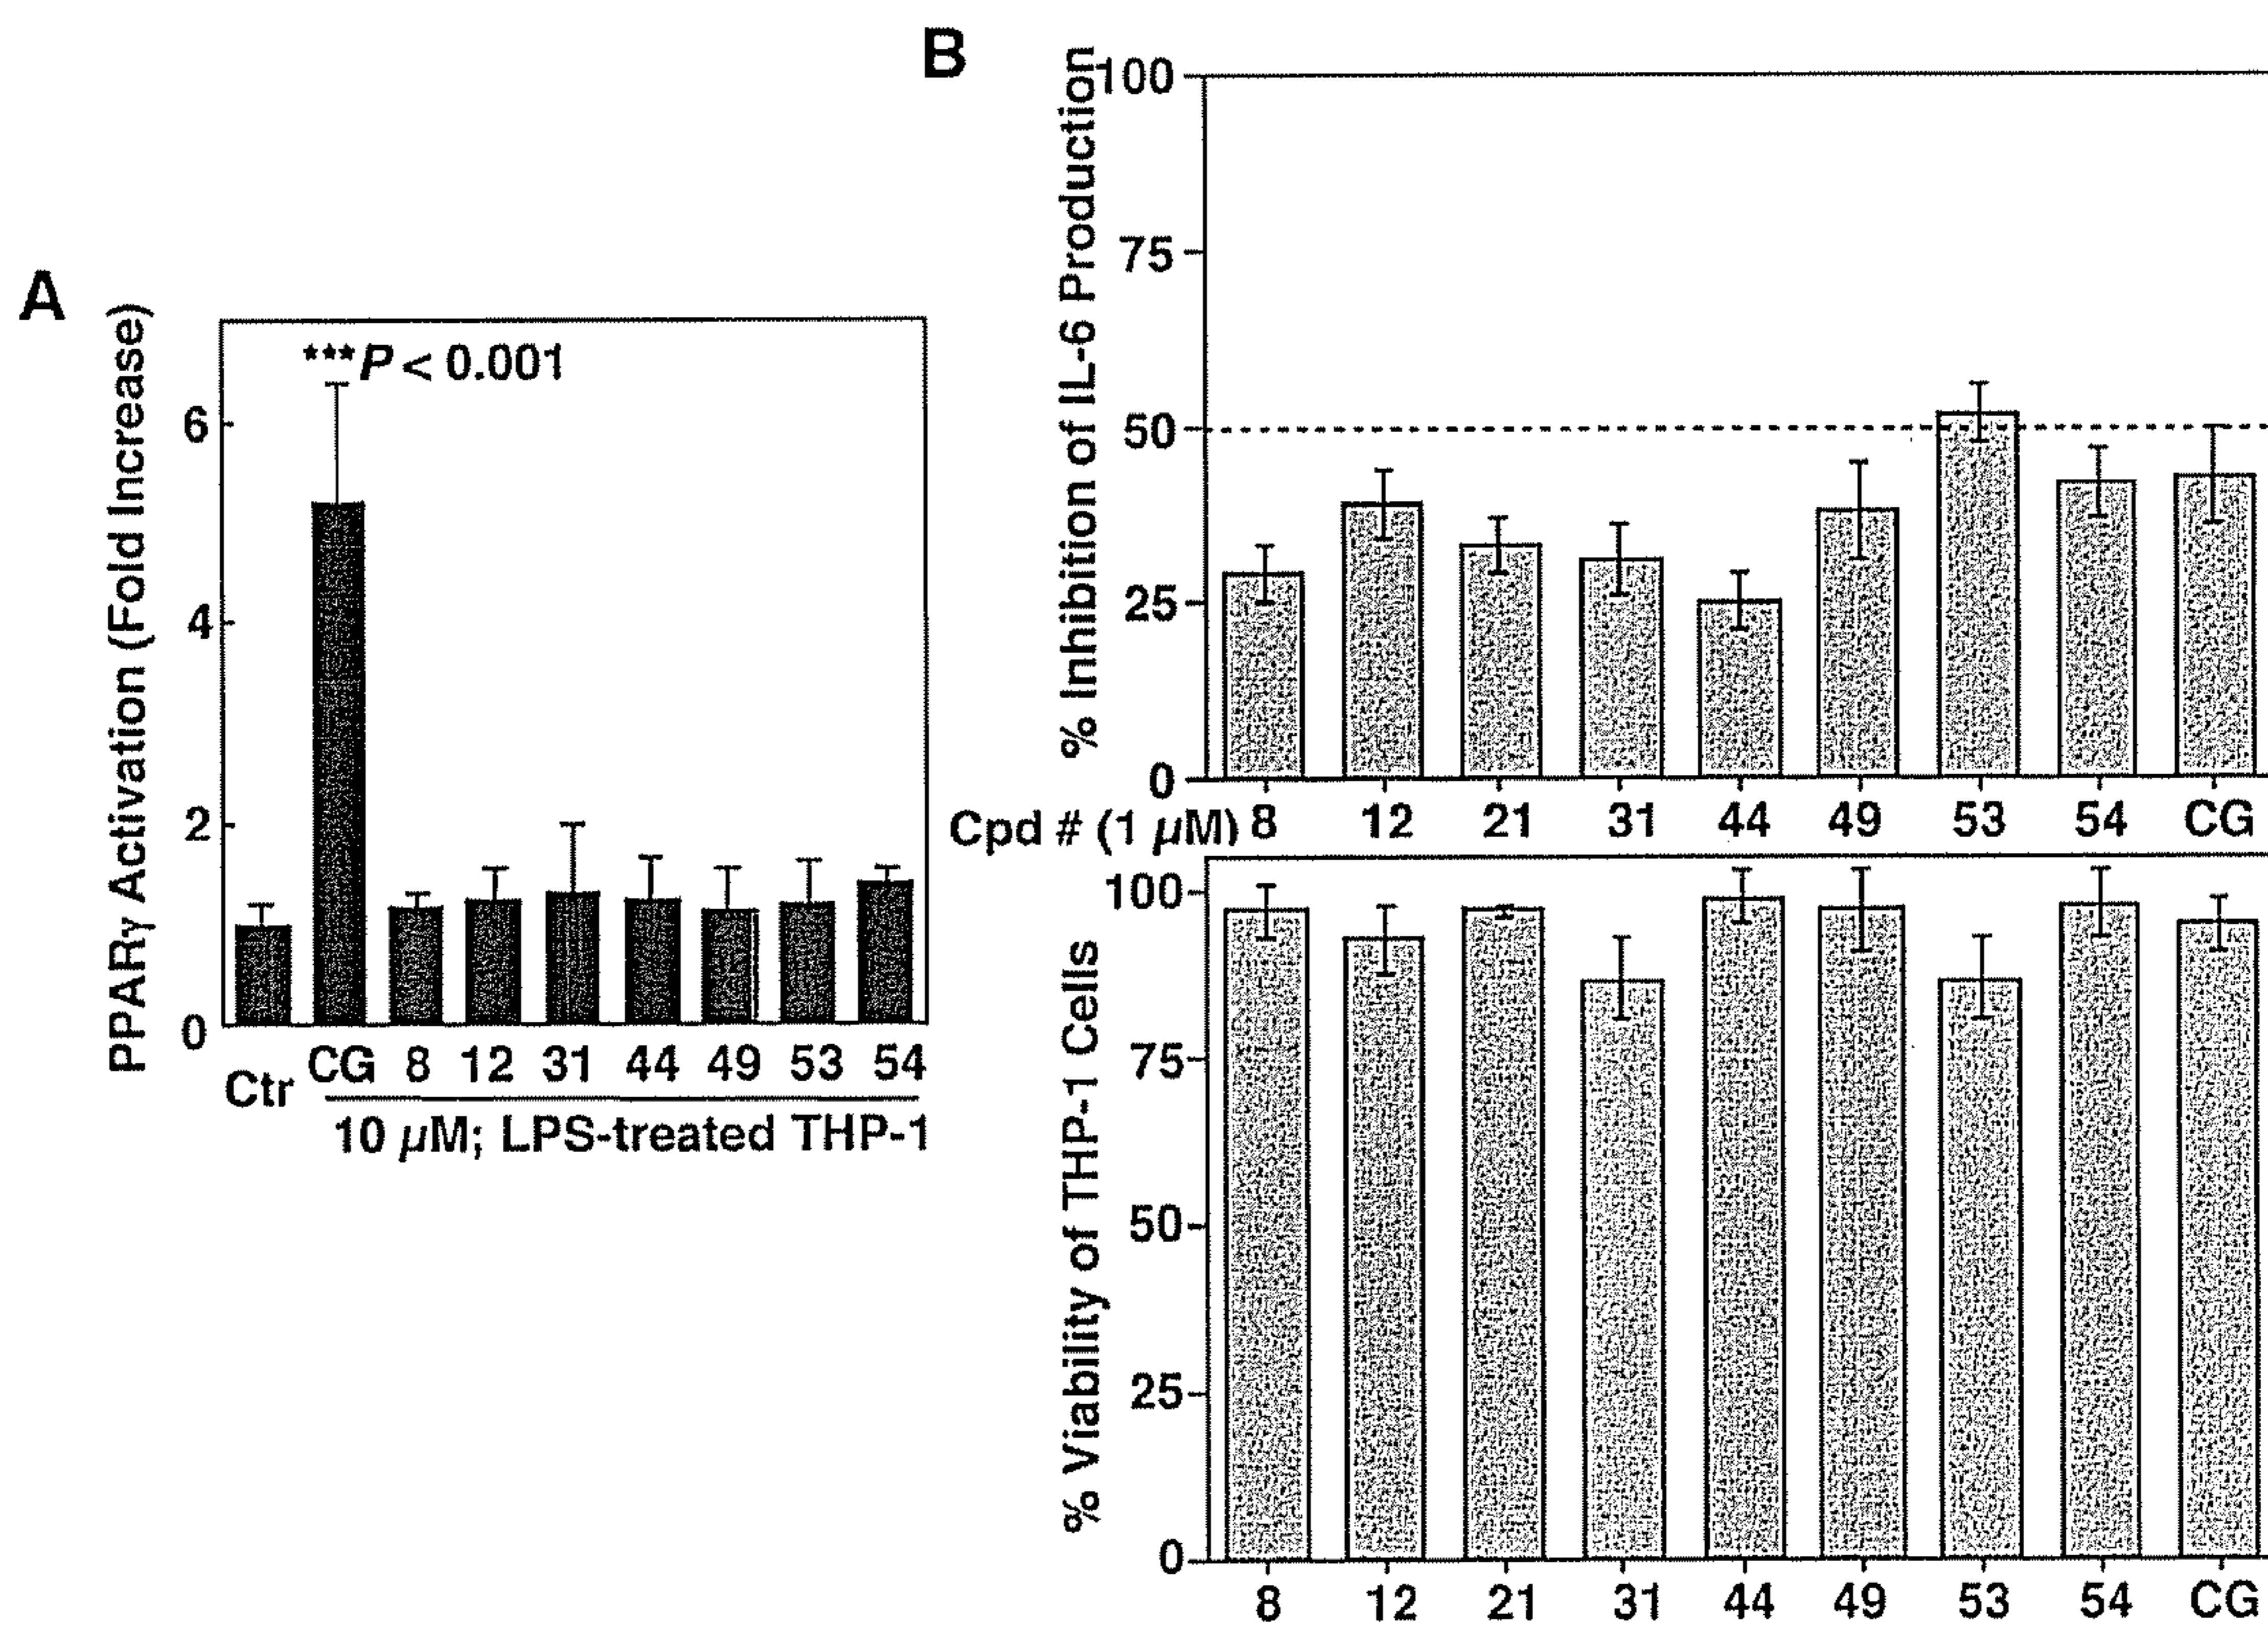 A
PPARγ Activation (Fold Increase)
***P < 0.001
6
4
2
0
Ctr CG 8 12 31 44 49 53 54
10 µM; LPS-treated THP-1
B
% Inhibition of IL-6 Production
100
75
50
25
0
Cpd # (1 µM) 8 12 21 31 44 49 53 54 CG
% Viability of THP-1 Cells
100
75
50
25
0
8 12 21 31 44 49 53 54 CG